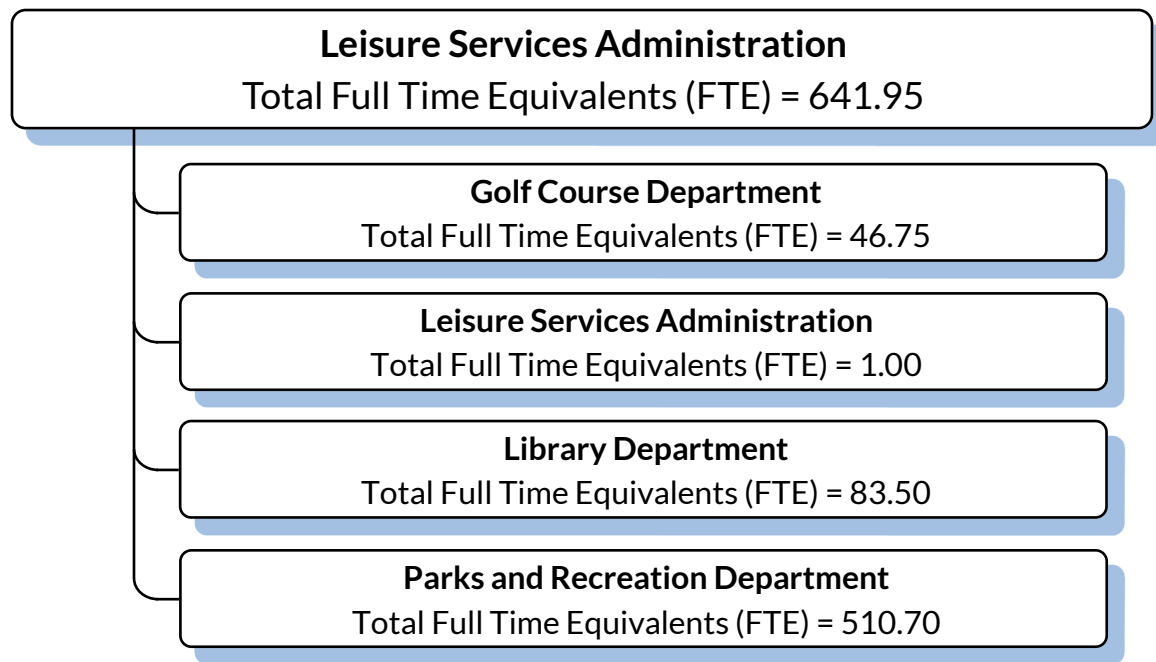 Leisure Services Administration
Total Full Time Equivalents (FTE) = 641.95
Golf Course Department
Total Full Time Equivalents (FTE) = 46.75
Leisure Services Administration
Total Full Time Equivalents (FTE) = 1.00
Library Department
Total Full Time Equivalents (FTE) = 83.50
Parks and Recreation Department
Total Full Time Equivalents (FTE) = 510.70